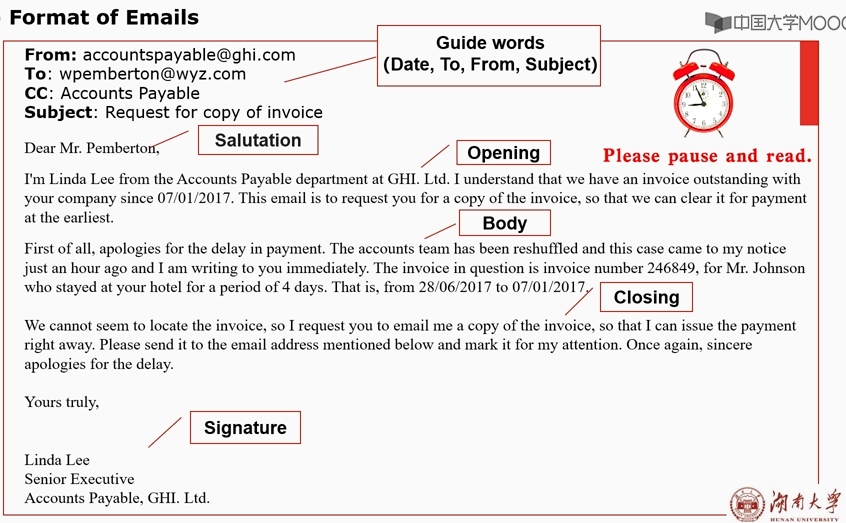 Format of Emails
中国大学MOOC
From: accountspayable@ghi.com
To: wpemberton@wyz.com
CC: Accounts Payable
Subject: Request for copy of invoice
Guide words
(Date, To, From, Subject)
Please pause and read.
Dear Mr. Pemberton,
Salutation
Opening
I'm Linda Lee from the Accounts Payable department at GHI. Ltd. I understand that we have an invoice outstanding with
your company since 07/01/2017. This email is to request you for a copy of the invoice, so that we can clear it for payment
at the earliest.
Body
First of all, apologies for the delay in payment. The accounts team has been reshuffled and this case came to my notice
just an hour ago and I am writing to you immediately. The invoice in question is invoice number 246849, for Mr. Johnson
who stayed at your hotel for a period of 4 days. That is, from 28/06/2017 to 07/01/2017.
Closing
We cannot seem to locate the invoice, so I request you to email me a copy of the invoice, so that I can issue the payment
right away. Please send it to the email address mentioned below and mark it for my attention. Once again, sincere
apologies for the delay.
Yours truly,
Signature
Linda Lee
Senior Executive
Accounts Payable, GHI. Ltd.
湖南大学
HUNAN UNIVERSITY